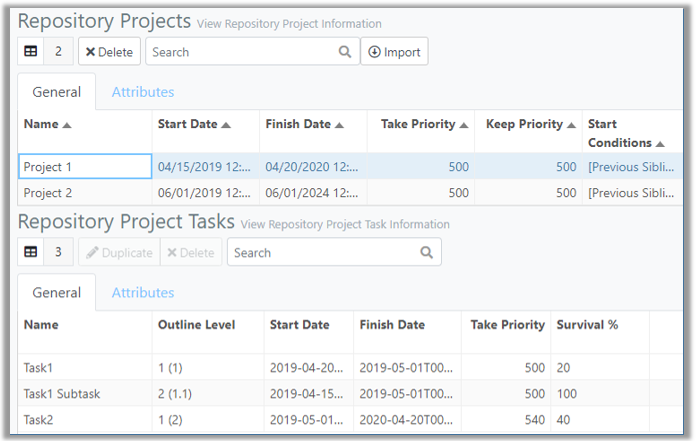 Repository Projects View Repository Project Information
2 Delete Search Import
General Attributes
Name Start Date Finish Date Take Priority Keep Priority Start Conditions
Project 1 04/15/2019 12:... 04/20/2020 12:... 500 500 [Previous Sibli...
Project 2 06/01/2019 12:... 06/01/2024 12:... 500 500 [Previous Sibli...
Repository Project Tasks View Repository Project Task Information
3 Duplicate Delete Search
General Attributes
Name Outline Level Start Date Finish Date Take Priority Survival %
Task1 1 (1) 2019-04-20... 2019-05-01T00... 500 20
Task1 Subtask 2 (1.1) 2019-04-15... 2019-05-01T00... 500 100
Task2 1 (2) 2019-05-01... 2020-04-20T00... 540 40